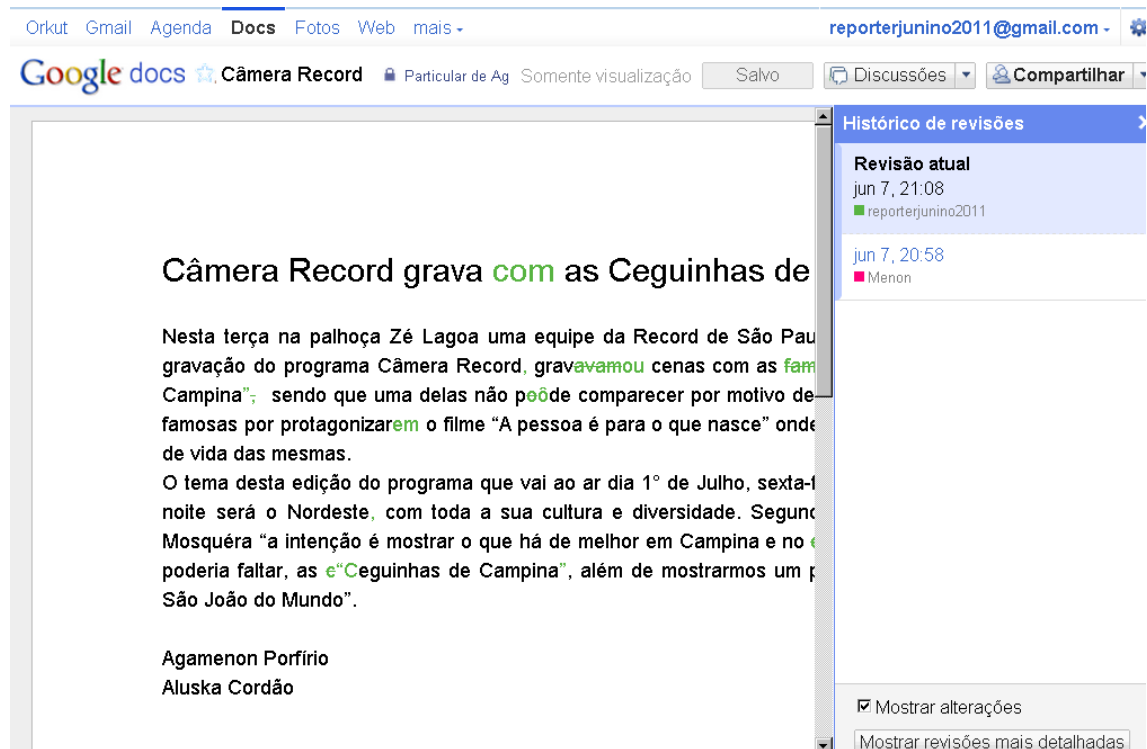 Orkut Gmail Agenda Docs Fotos Web mais
reporterjunino2011@gmail.com
Google docs Câmera Record Particular de Ag Somente visualização Salvo Discussões Compartilhar
Histórico de revisões
Revisão atual
jun 7, 21:08
reporterjunino2011
jun 7, 20:58
Menon
Câmera Record grava com as Ceguinhas de
Nesta terça na palhoça Zé Lagoa uma equipe da Record de São Pau
gravação do programa Câmera Record, gravavamou cenas com as fam
Campina”, sendo que uma delas não poôde comparecer por motivo de
famosas por protagonizarem o filme “A pessoa é para o que nasce” onde
de vida das mesmas.
O tema desta edição do programa que vai ao ar dia 1° de Julho, sexta-f
noite será o Nordeste, com toda a sua cultura e diversidade. Segund
Mosquéra “a intenção é mostrar o que há de melhor em Campina e no
poderia faltar, as c“Ceguinhas de Campina”, além de mostrarmos um p
São João do Mundo”.
Agamenon Porfírio
Aluska Cordão
Mostrar alterações
Mostrar revisões mais detalhadas